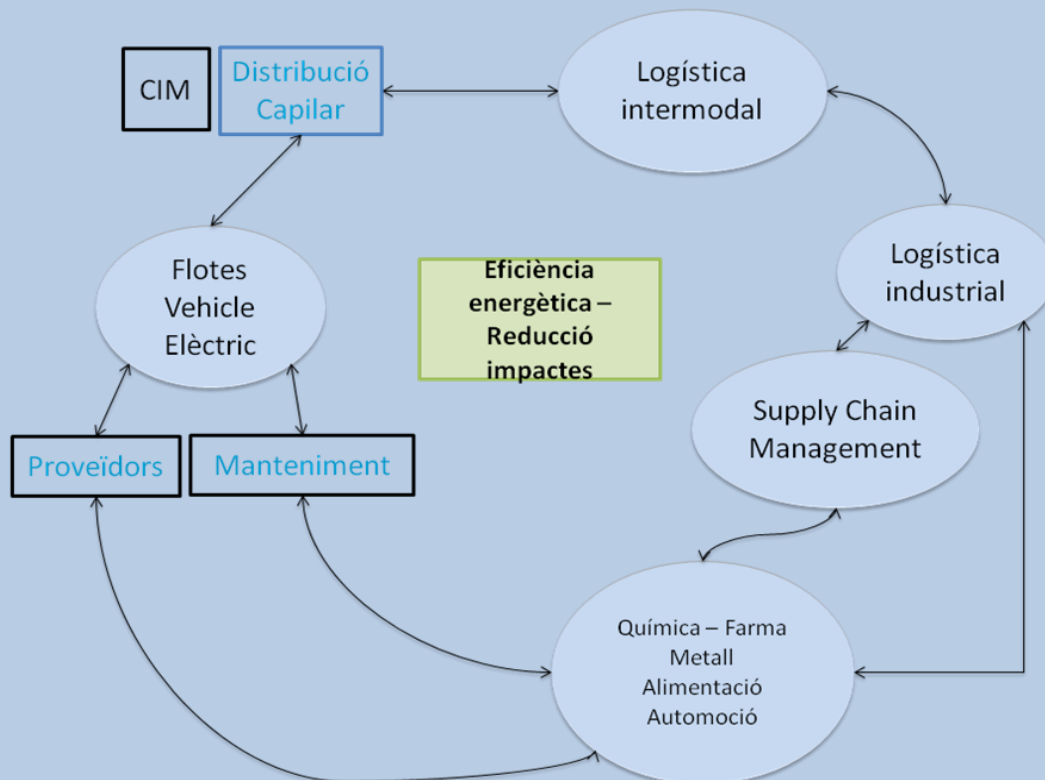 CIM
Distribució
Capilar
Logística
intermodal
Flotes
Vehicle
Elèctric
Eficiència
energètica –
Reducció
impactes
Logística
industrial
Supply Chain
Management
Proveïdors
Manteniment
Química – Farma
Metall
Alimentació
Automoció